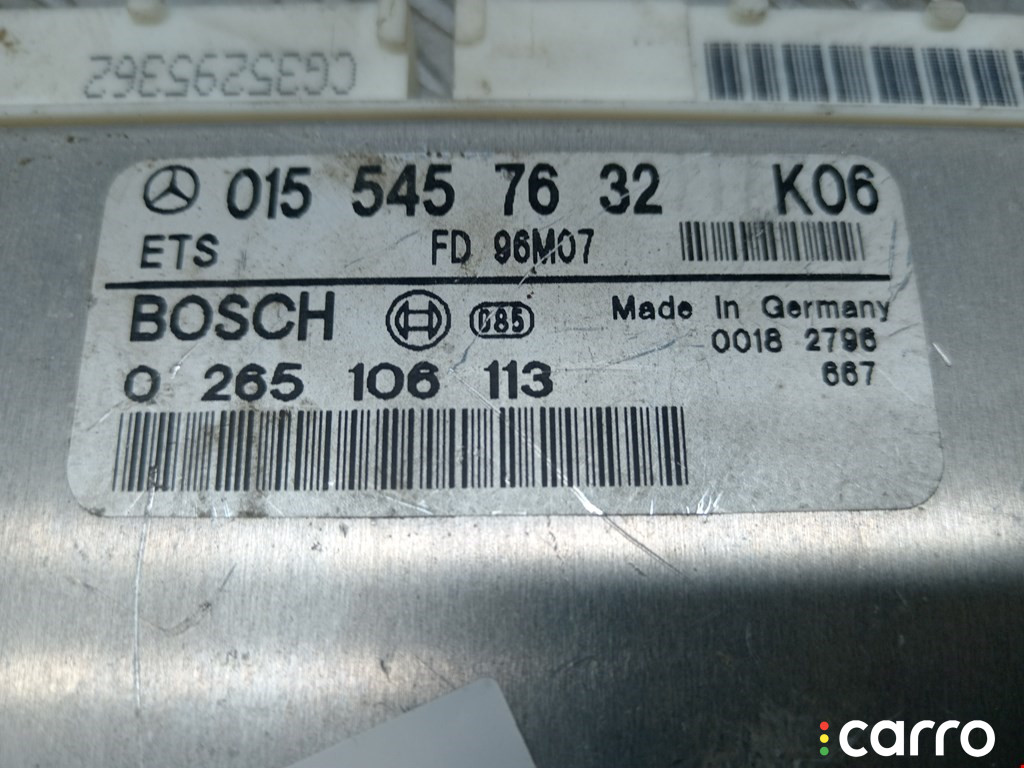 CG35295362
015 545 76 32 K06
ETS FD 96M07
BOSCH G85 Made In Germany
0018 2796
0 265 106 113 667
carro